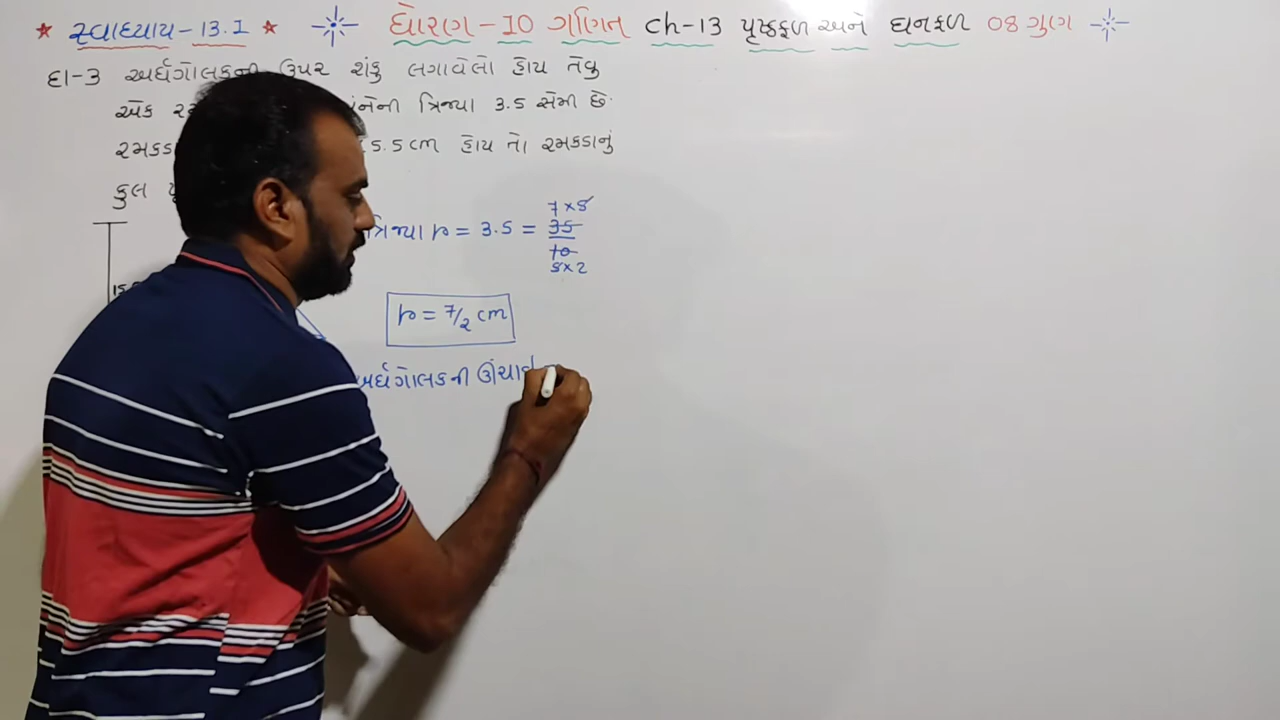 ★ સ્વાધ્યાય-13.1 ★ ધોરણ-10 ગણિત ch-13 પૃષ્ઠફળ અને ઘનફળ 08 ગુણ
દા-3 અર્ધગોલકની ઉપર શંકુ લગાવેલો હોય તેવુ
એક ત્રિજ્યા 3.5 સેમી છે.
5.5 cm હોય તો રમકડાનું
કુલ
ત્રિજ્યા r = 3.5 = 35/10
7 × 5
5 × 2
r = 7/2 cm
અર્ધગોલકની ઊંચાઈ